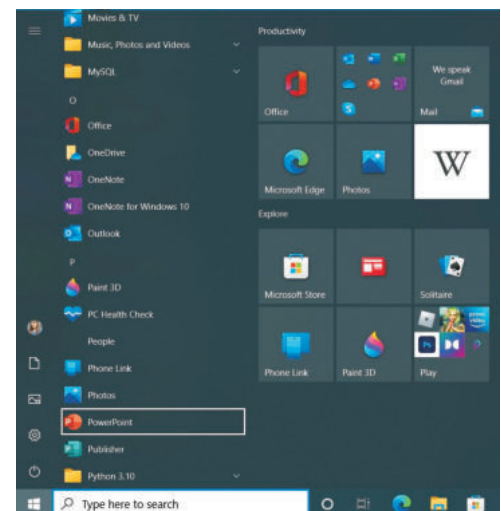 Movies & TV
Music, Photos and Videos
MySQL
O
Office
OneDrive
OneNote
OneNote for Windows 10
Outlook
P
Paint 3D
PC Health Check
People
Phone Link
Photos
PowerPoint
Publisher
Python 3.10
Type here to search
Productivity
Office
We speak
Gmail
Mail
Microsoft Edge
Photos
W
Explore
Microsoft Store
Solitaire
Phone Link
Paint 3D
Play